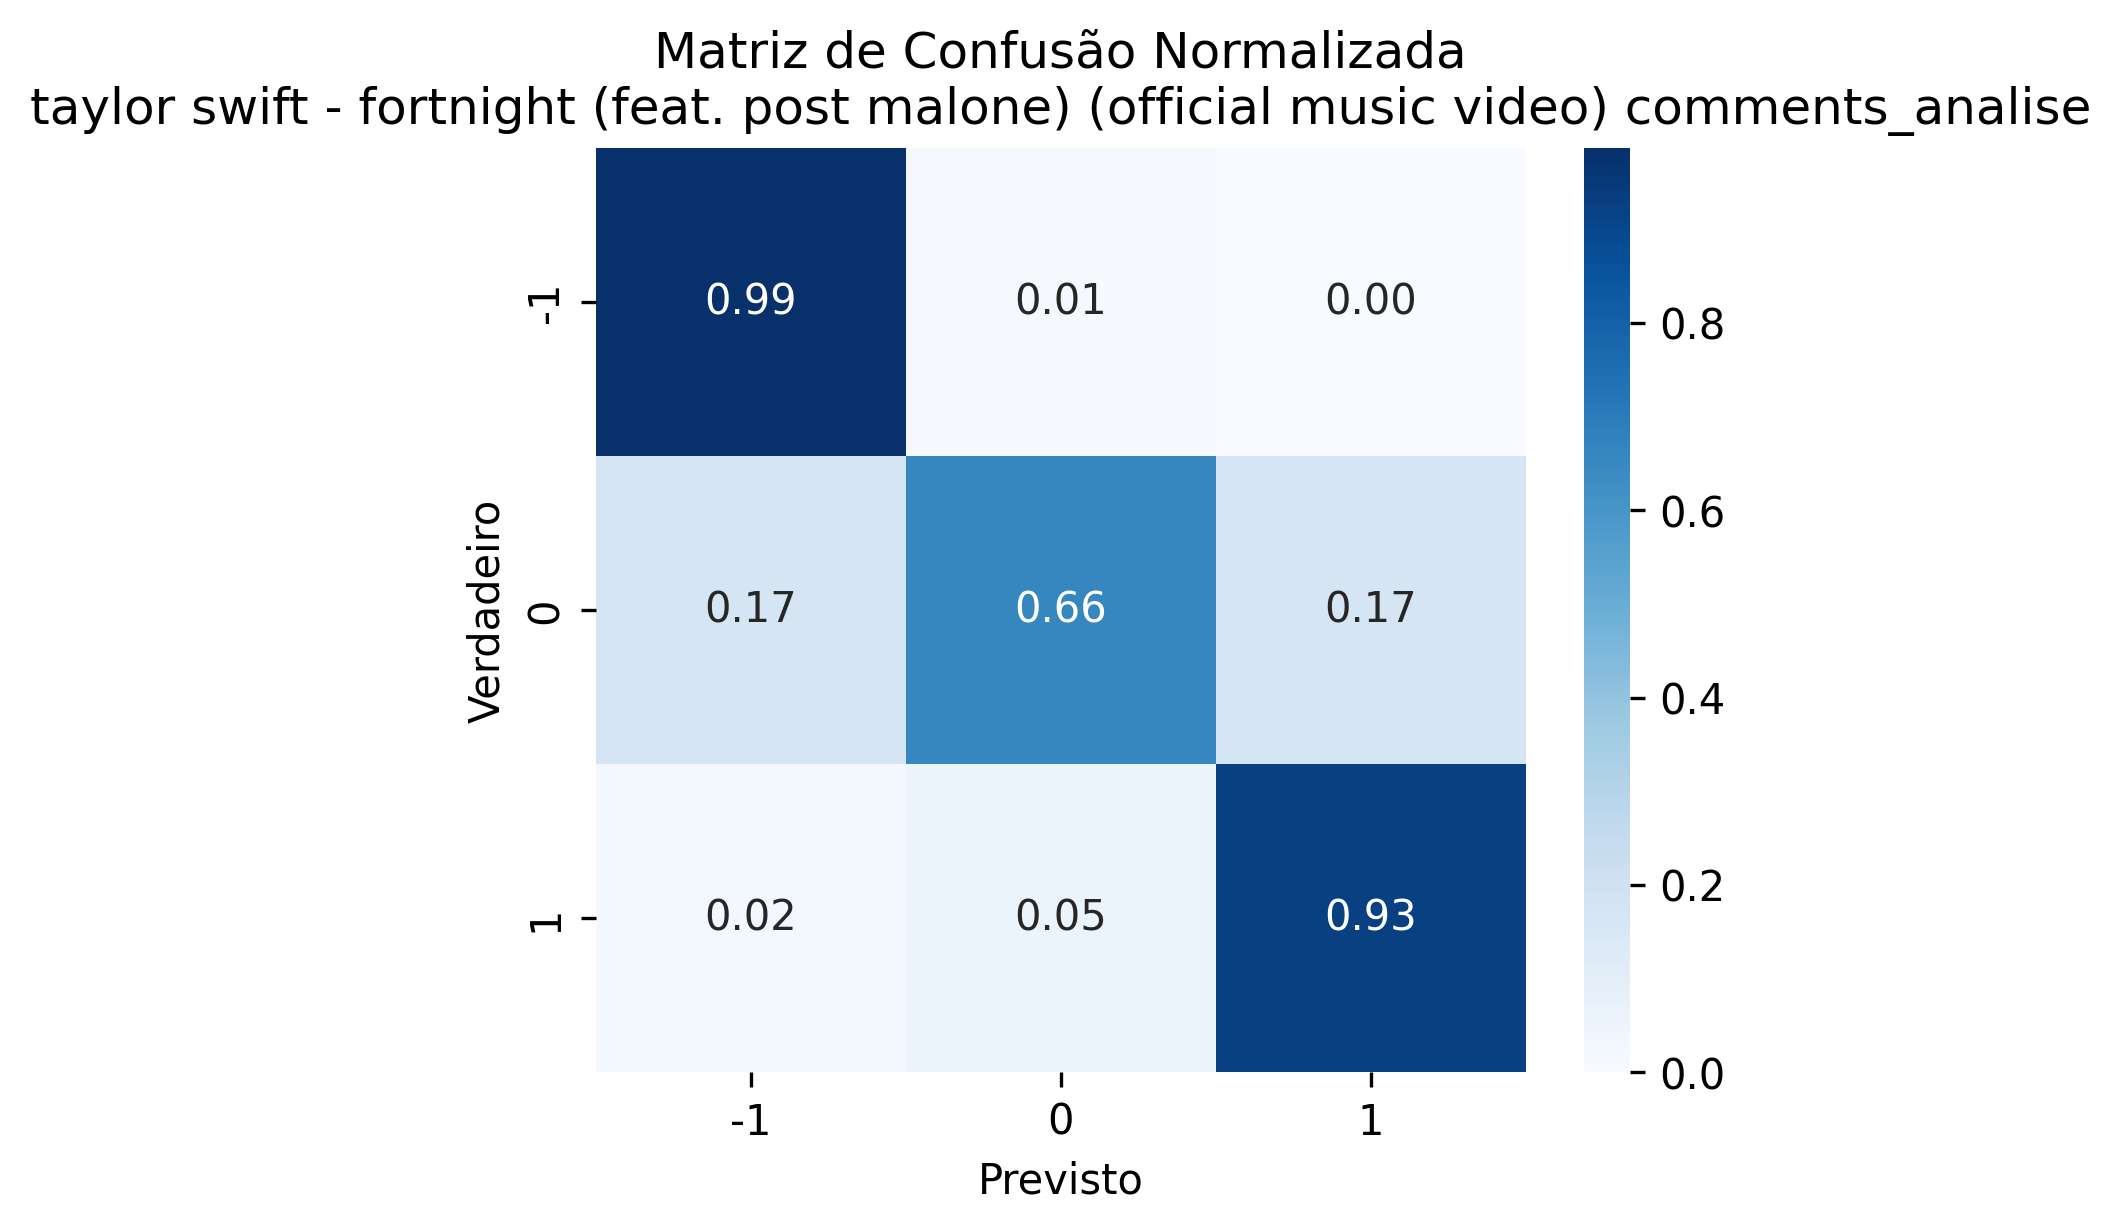 Matriz de Confusão Normalizada
taylor swift - fortnight (feat. post malone) (official music video) comments_analise
Verdadeiro
-1
0.99 0.01 0.00
0
0.17 0.66 0.17
1
0.02 0.05 0.93
-1 0 1
Previsto
0.8
0.6
0.4
0.2
0.0